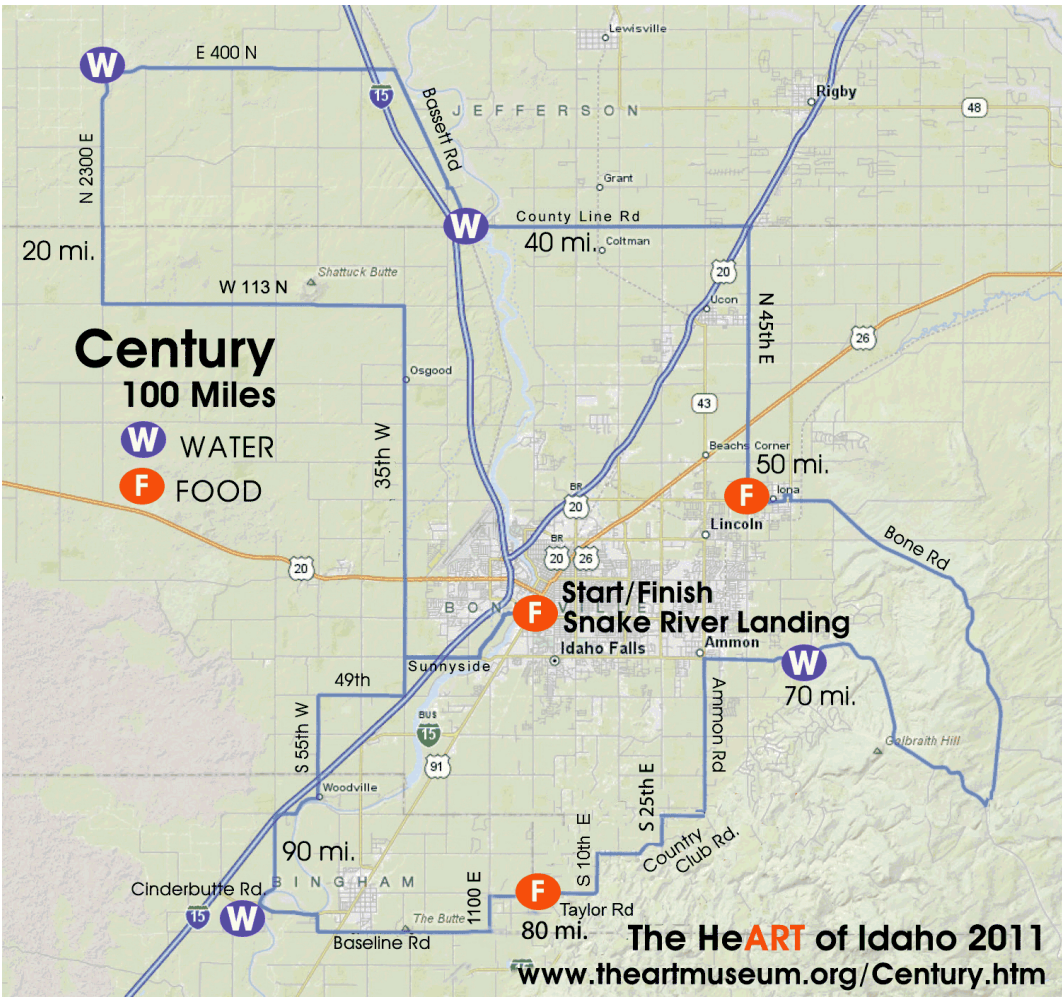 Lewisville
W
E 400 N
15
Bassett Rd
JEFFERSON
Rigby
48
N 2300 E
Grant
W
County Line Rd
20 mi.
40 mi.
Coltman
Shattuck Butte
20
W 113 N
Ucon
N 45th E
26
Century
100 Miles
Osgood
43
W WATER
F FOOD
35th W
Beachs Corner
50 mi.
F
Iona
BR
20
Lincoln
Bone Rd
BR
20
26
20
Start/Finish
BONNEVILLE
F
Snake River Landing
Idaho Falls
Ammon
Sunnyside
W
70 mi.
49th
S 55th W
BUS
15
Ammon Rd
Galbraith Hill
91
Woodville
S 25th E
90 mi.
S 10th E
Country
Club Rd.
Cinderbutte Rd.
BINGHAM
15
W
1100 E
F
Taylor Rd
The Butte
80 mi.
Baseline Rd
The HeART of Idaho 2011
www.theartmuseum.org/Century.htm